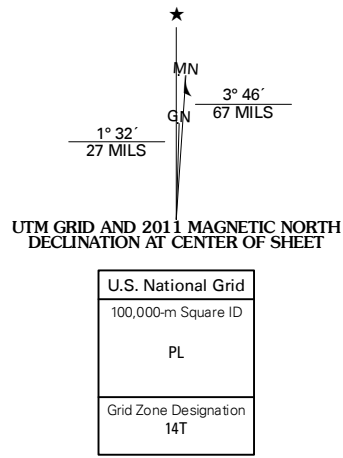 ★
MN
3° 46´
67 MILS
GN
1° 32´
27 MILS
UTM GRID AND 2011 MAGNETIC NORTH
DECLINATION AT CENTER OF SHEET
U.S. National Grid
100,000-m Square ID
PL
Grid Zone Designation
14T